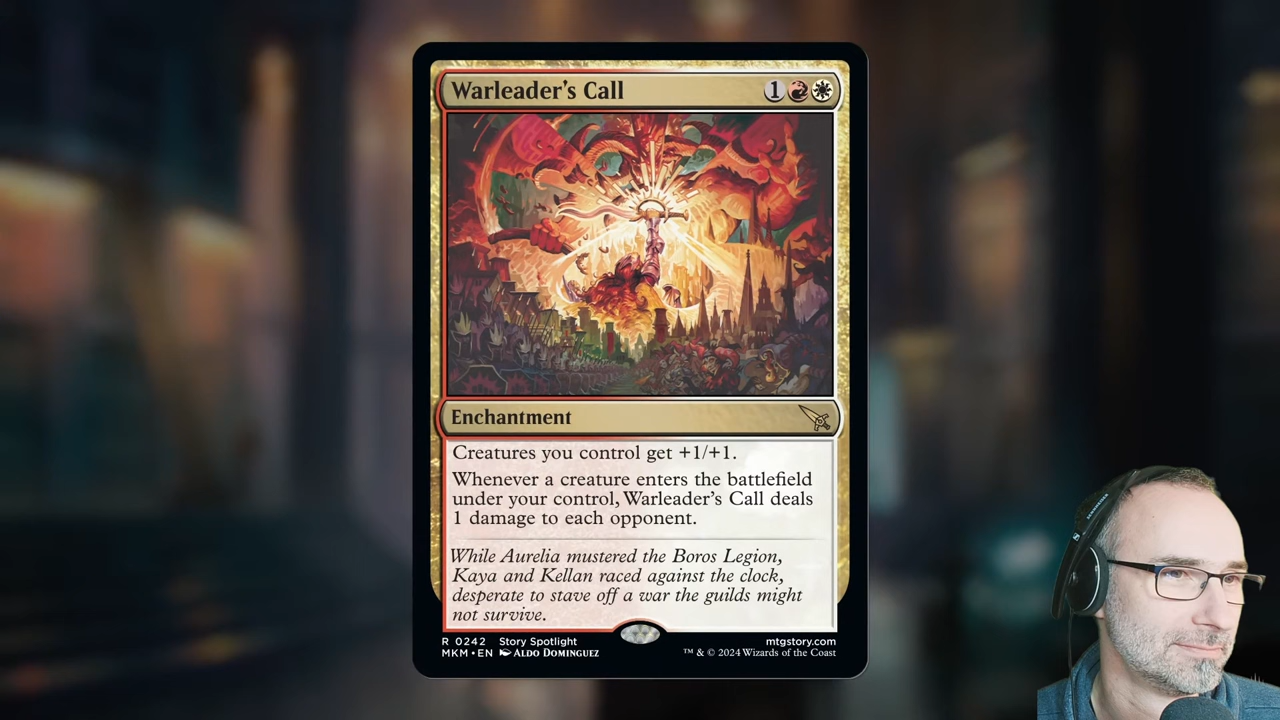 Warleader's Call 1
Enchantment
Creatures you control get +1/+1.
Whenever a creature enters the battlefield
under your control, Warleader's Call deals
1 damage to each opponent.
While Aurelia mustered the Boros Legion,
Kaya and Kellan raced against the clock,
desperate to stave off a war the guilds might
not survive.
R 0242 Story Spotlight mtgstory.com
MKM • EN ALDO DOMINGUEZ ™ & © 2024 Wizards of the Coast